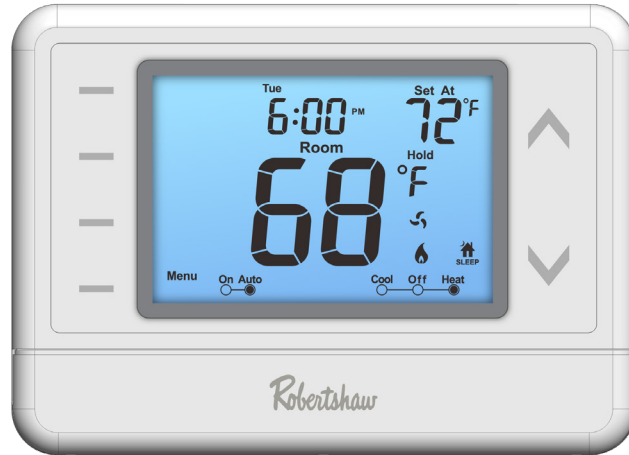 Tue
Set At
6:00 PM
72°F
Room
Hold
68 °F
SLEEP
Menu
On Auto
Cool Off Heat
Robertshaw